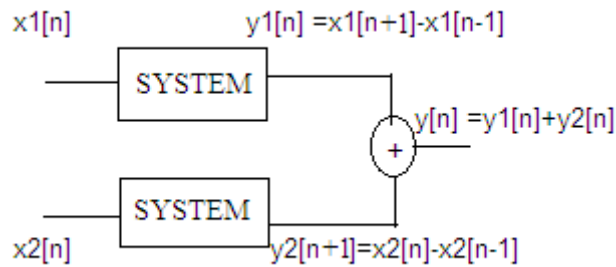 x1[n]
y1[n] =x1[n+1]-x1[n-1]
SYSTEM
y[n] =y1[n]+y2[n]
+
SYSTEM
x2[n]
y2[n+1]=x2[n]-x2[n-1]